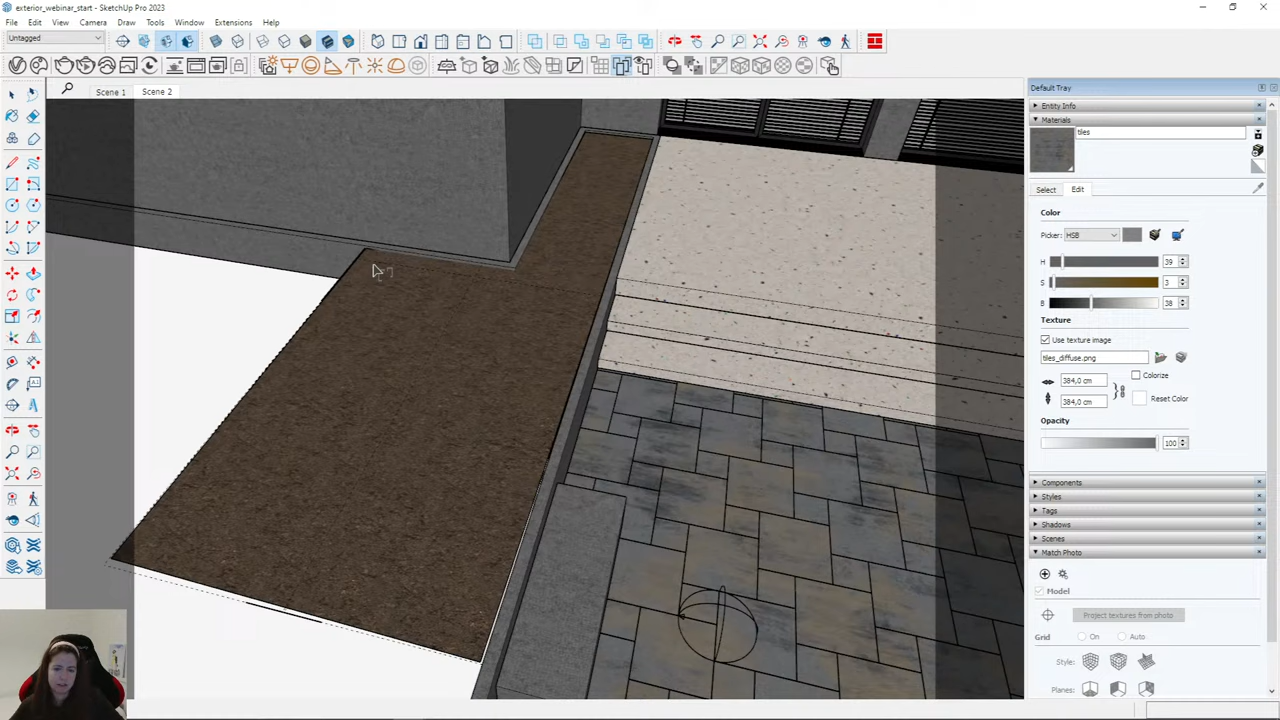 exterior_webinar_start - SketchUp Pro 2023
File Edit View Camera Draw Tools Window Extensions Help
Untagged
Scene 1 Scene 2
Default Tray
Entity Info
Materials
tiles
Select Edit
Color
Picker: HSB
H 39
S 3
B 38
Texture
Use texture image
tiles_diffuse.png
384,0 cm
Colorize
384,0 cm
Reset Color
Opacity
100
Components
Styles
Tags
Shadows
Scenes
Match Photo
Model
Project textures from photo
Grid On Auto
Style:
Planes: